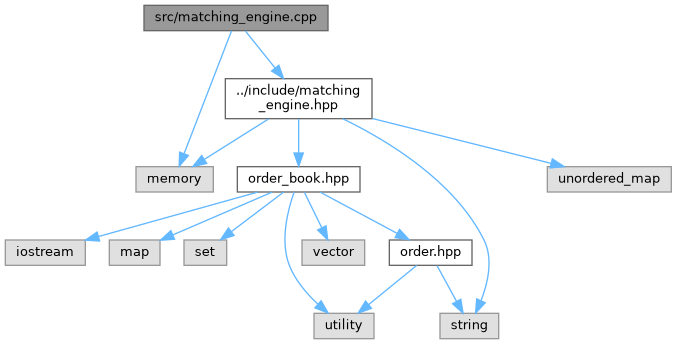 src/matching_engine.cpp
../include/matching
_engine.hpp
memory
order_book.hpp
unordered_map
iostream
map
set
vector
order.hpp
utility
string